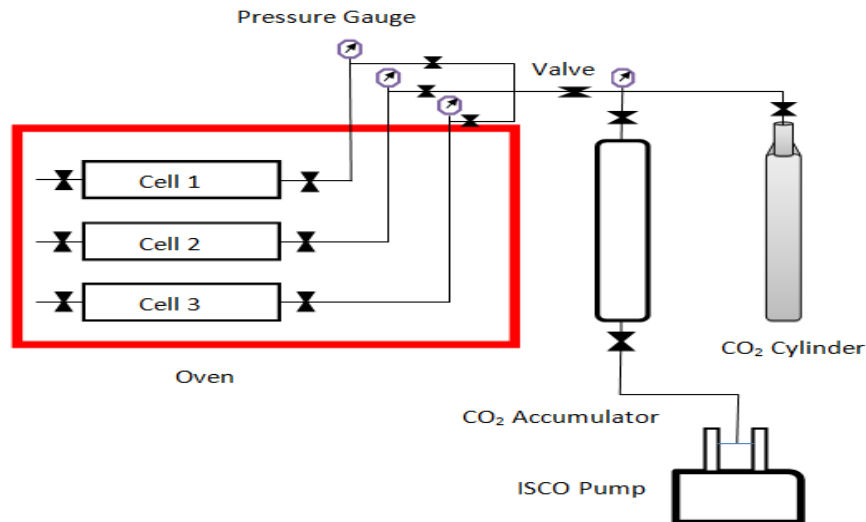 Pressure Gauge
Valve
Cell 1
Cell 2
Cell 3
CO₂ Cylinder
Oven
CO₂ Accumulator
ISCO Pump